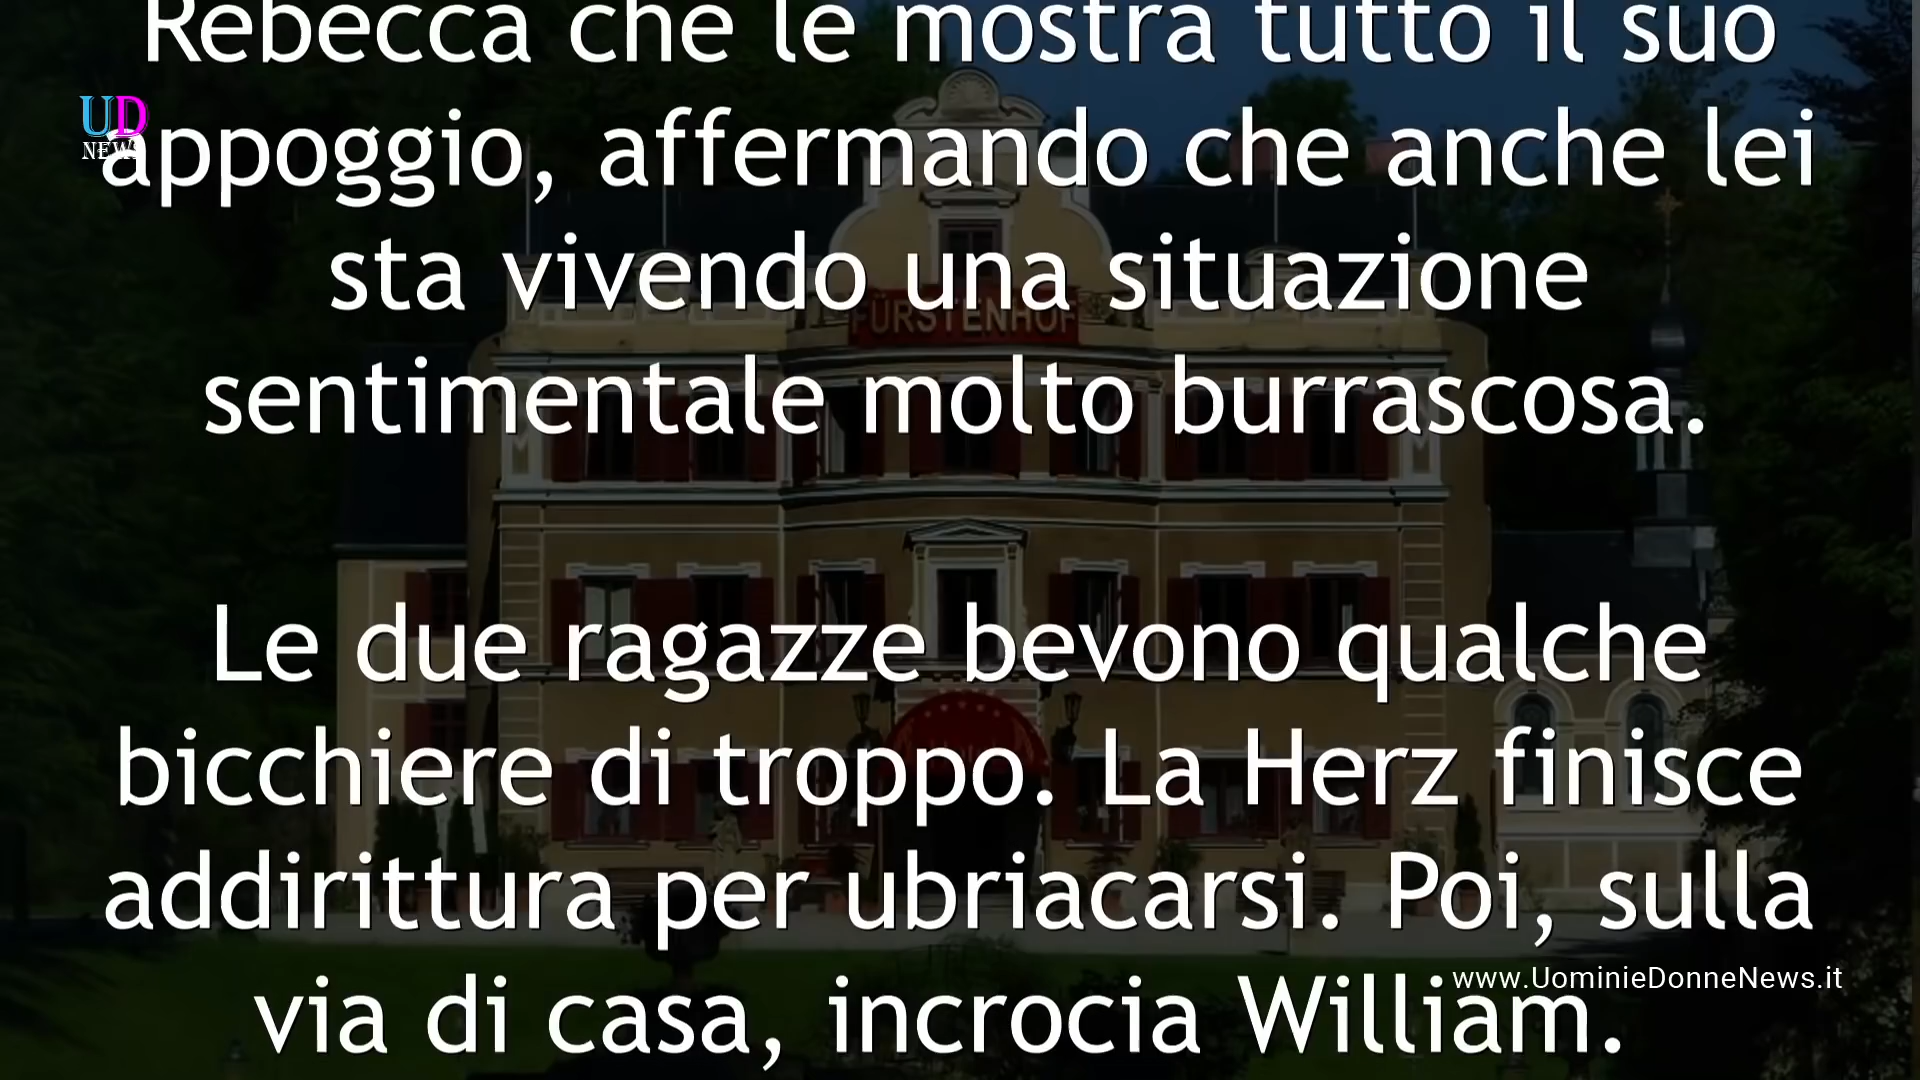 Rebecca che le mostra tutto il suo
UD
NEWS
appoggio, affermando che anche lei
sta vivendo una situazione
FÜRSTENHOF
sentimentale molto burrascosa.
Le due ragazze bevono qualche
bicchiere di troppo. La Herz finisce
addirittura per ubriacarsi. Poi, sulla
www.UominieDonneNews.it
via di casa, incrocia William.